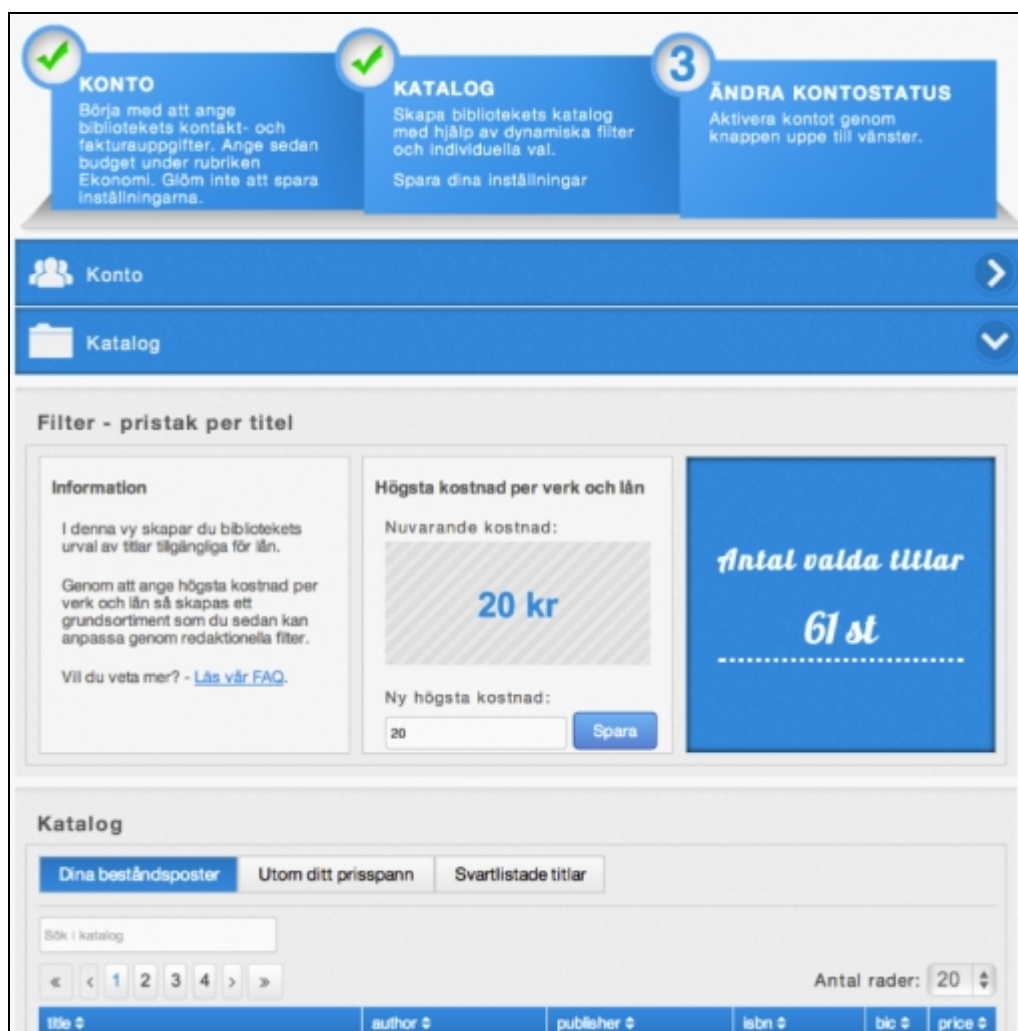 KONTO
Börja med att ange
bibliotekets kontakt- och
fakturauppgifter. Ange sedan
budget under rubriken
Ekonomi. Glöm inte att spara
inställningarna.
KATALOG
Skapa bibliotekets katalog
med hjälp av dynamiska filter
och individuella val.
Spara dina inställningar
3
ÄNDRA KONTOSTATUS
Aktivera kontot genom
knappen uppe till vänster.
Konto
Katalog
Filter - pristak per titel
Information
I denna vy skapar du bibliotekets
urval av titlar tillgängliga för lån.
Genom att ange högsta kostnad per
verk och lån så skapas ett
grundsortiment som du sedan kan
anpassa genom redaktionella filter.
Vill du veta mer? - Läs vår FAQ.
Högsta kostnad per verk och lån
Nuvarande kostnad:
20 kr
Ny högsta kostnad:
20 Spara
Antal valda titlar
61 st
Katalog
Dina beståndsposter Utom ditt prisspann Svartlistade titlar
Sök i katalog
« < 1 2 3 4 > » Antal rader: 20
title author publisher isbn bic price